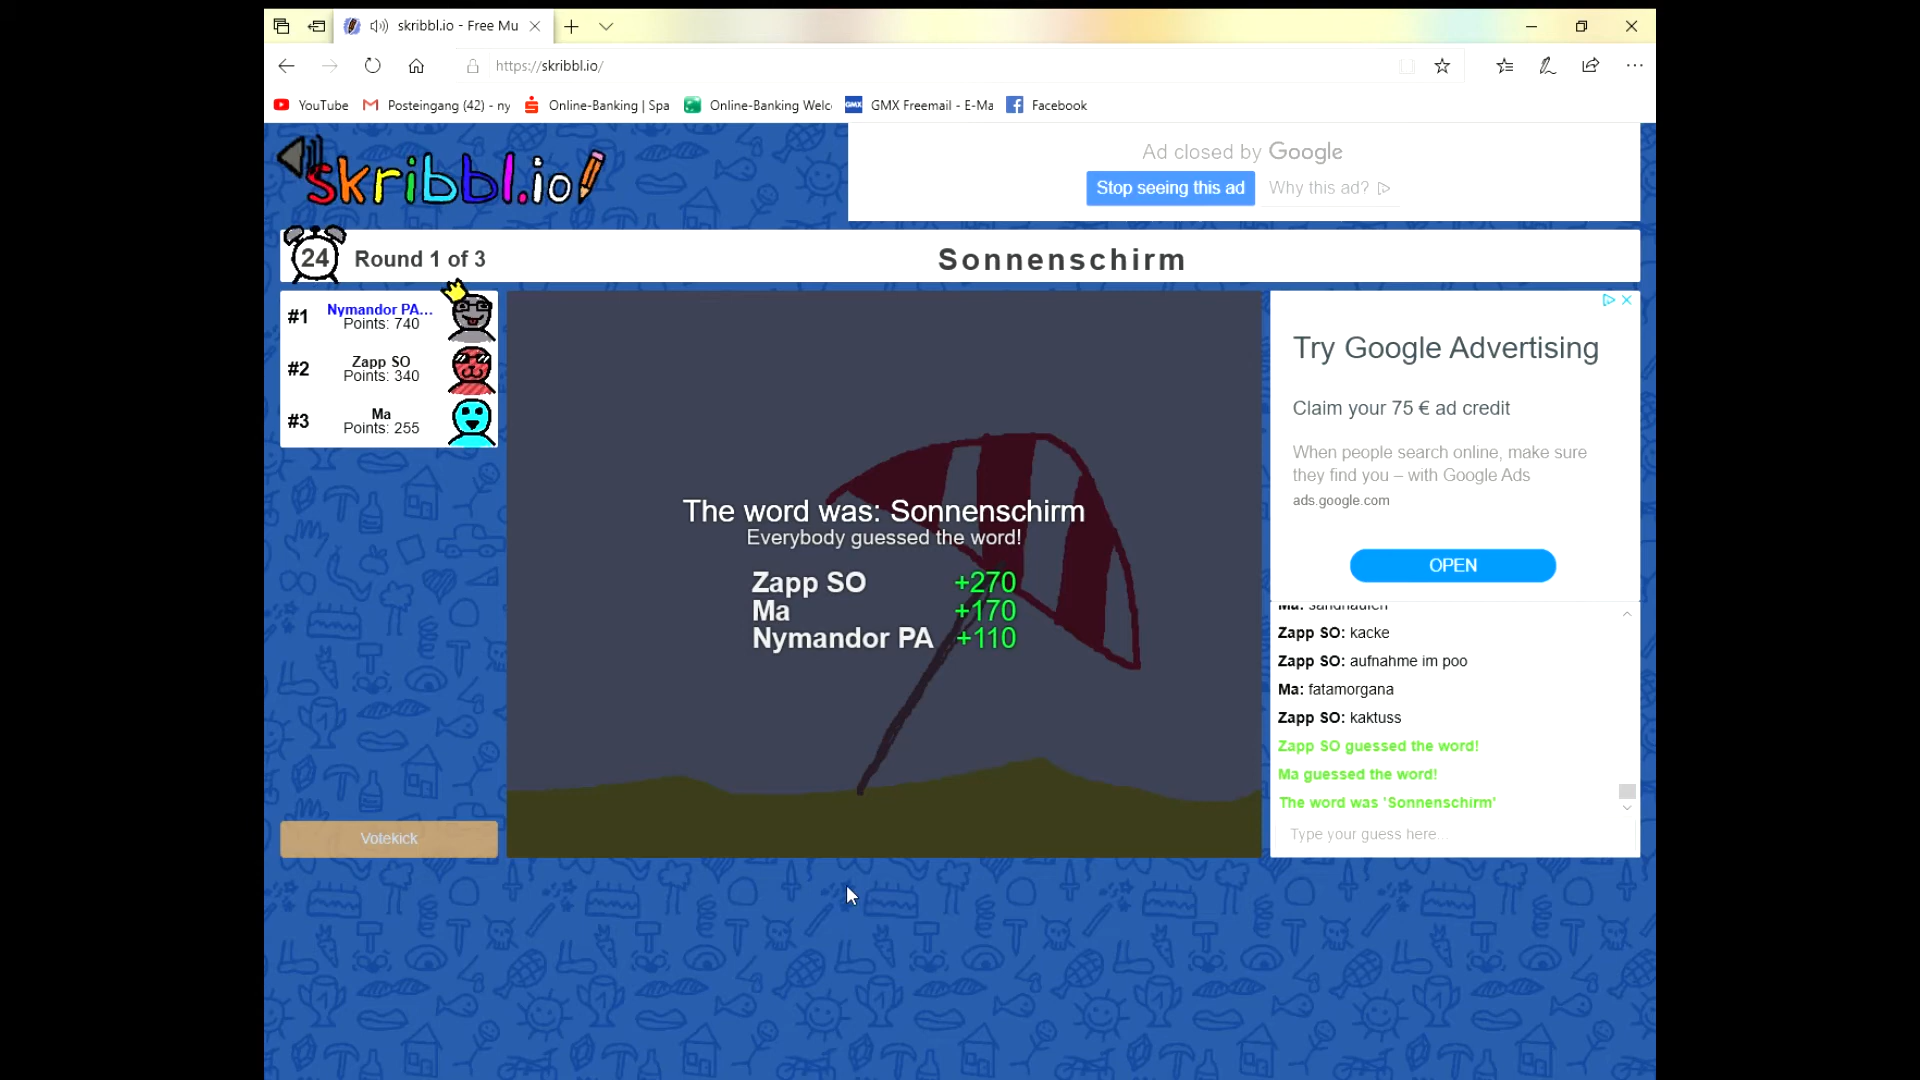 skribbl.io - Free Mu
https://skribbl.io/
YouTube
Posteingang (42) - ny
Online-Banking | Spa
Online-Banking Welc
GMX
GMX Freemail - E-Ma
Facebook
skribbl.io
Ad closed by Google
Stop seeing this ad
Why this ad?
24
Round 1 of 3
Sonnenschirm
#1
Nymandor PA...
Points: 740
#2
Zapp SO
Points: 340
#3
Ma
Points: 255
Votekick
The word was: Sonnenschirm
Everybody guessed the word!
Zapp SO +270
Ma +170
Nymandor PA +110
Try Google Advertising
Claim your 75 € ad credit
When people search online, make sure
they find you – with Google Ads
ads.google.com
OPEN
Ma: sandhaufen
Zapp SO: kacke
Zapp SO: aufnahme im poo
Ma: fatamorgana
Zapp SO: kaktuss
Zapp SO guessed the word!
Ma guessed the word!
The word was 'Sonnenschirm'
Type your guess here...